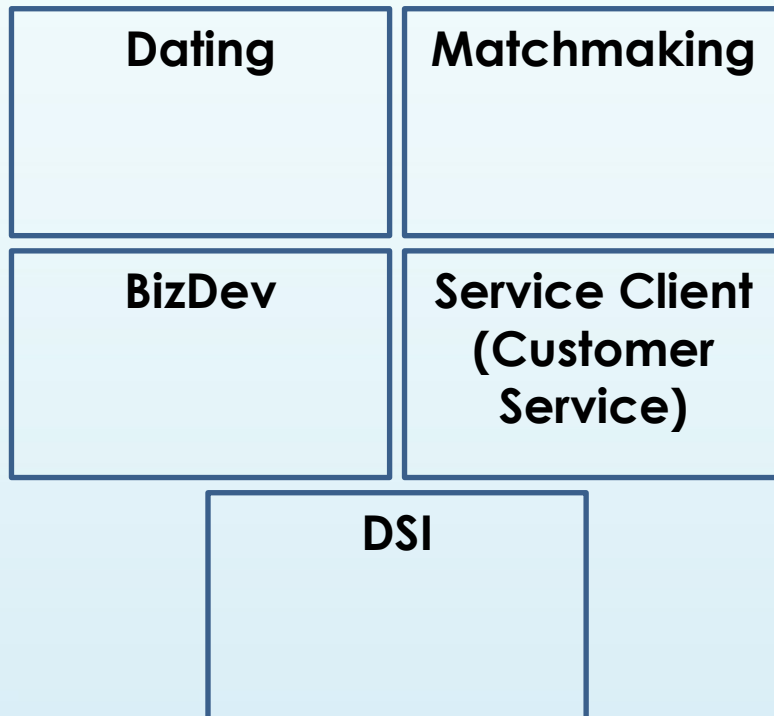 Dating
Matchmaking
BizDev
Service Client
(Customer
Service)
DSI